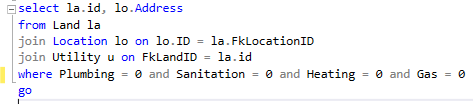 select la.id, lo.Address
from Land la
join Location lo on lo.ID = la.FkLocationID
join Utility u on FkLandID = la.id
where Plumbing = 0 and Sanitation = 0 and Heating = 0 and Gas = 0
go